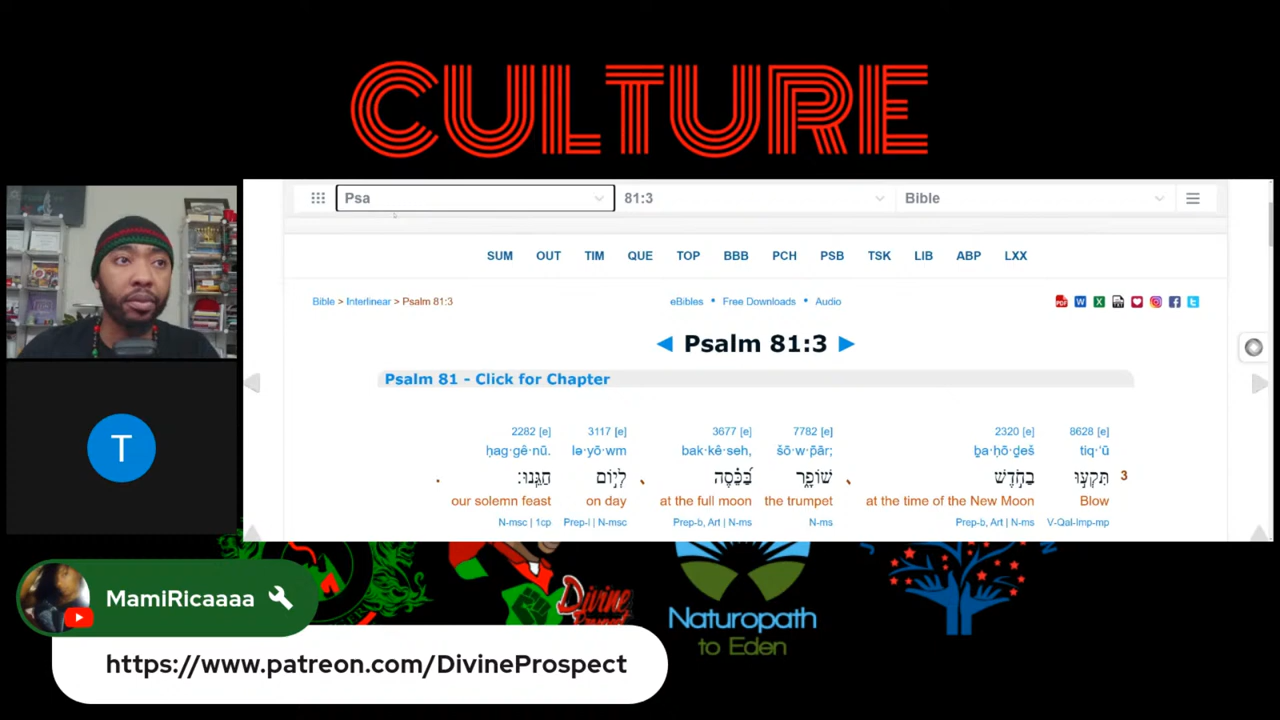 CULTURE
Psa 81:3 Bible
SUM OUT TIM QUE TOP BBB PCH PSB TSK LIB ABP LXX
Bible > Interlinear > Psalm 81:3 eBibles • Free Downloads • Audio
◄ Psalm 81:3 ►
Psalm 81 - Click for Chapter
2282 [e] 3117 [e] 3677 [e] 7782 [e] 2320 [e] 8628 [e]
ḥag·gê·nū. lə·yō·wm bak·kê·seh, šō·w·p̄ār; ḇa·ḥō·ḏeš tiq·‘ū
. חַגֵּֽנוּ׃ לְי֣וֹם ׀ בַּ֝כֵּ֗סֶה שׁוֹפָ֑ר ׀ בַחֹ֣דֶשׁ תִּקְע֣וּ 3
our solemn feast on day at the full moon the trumpet at the time of the New Moon Blow
N-msc | 1cp Prep-l | N-msc Prep-b, Art | N-ms N-ms Prep-b, Art | N-ms V-Qal-Imp-mp
T
Divine
Naturopath
to Eden
MamiRicaaaa
https://www.patreon.com/DivineProspect